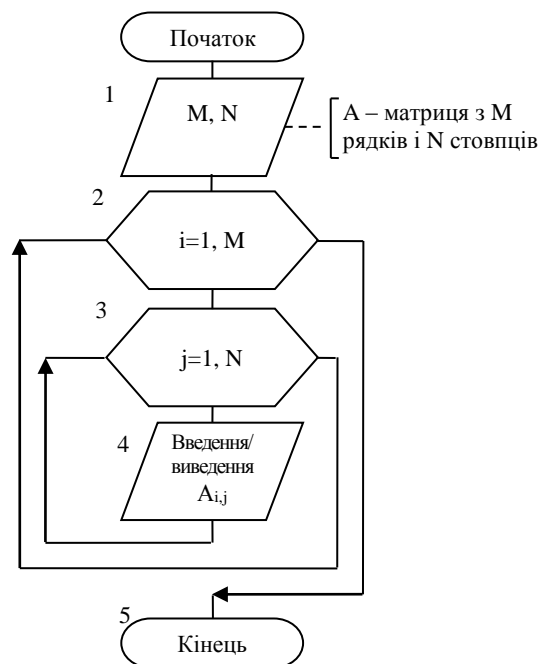 Початок
1
M, N
A – матриця з M
рядків і N стовпців
2
i=1, M
3
j=1, N
4
Введення/
виведення
Ai,j
5
Кінець